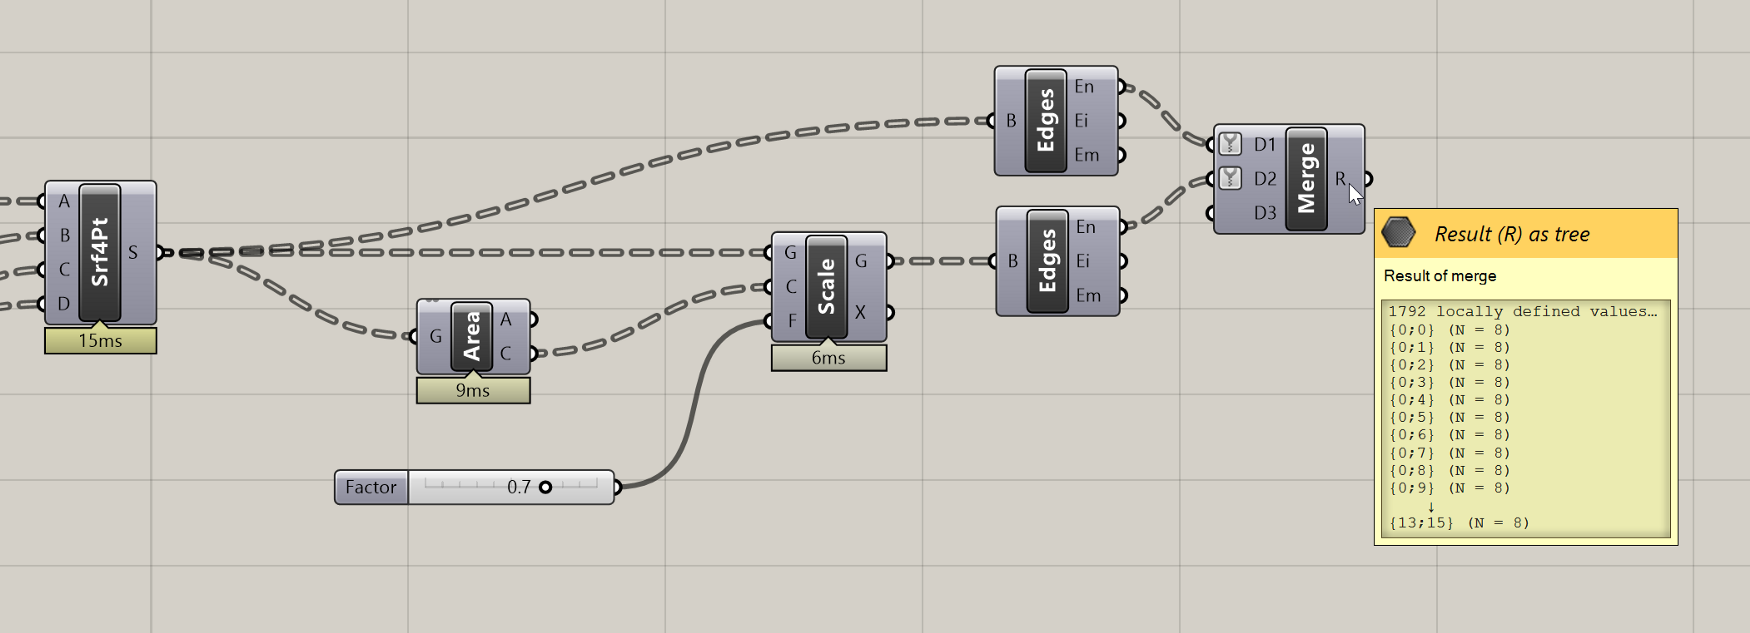 A
B
C
D
Srf4Pt
S
15ms
G
Area
A
C
9ms
Factor
0.7
G
C
F
Scale
G
X
6ms
B
Edges
En
Ei
Em
B
Edges
En
Ei
Em
D1
D2
D3
Merge
R
Result (R) as tree
Result of merge
1792 locally defined values…
{0;0} (N = 8)
{0;1} (N = 8)
{0;2} (N = 8)
{0;3} (N = 8)
{0;4} (N = 8)
{0;5} (N = 8)
{0;6} (N = 8)
{0;7} (N = 8)
{0;8} (N = 8)
{0;9} (N = 8)
↓
{13;15} (N = 8)